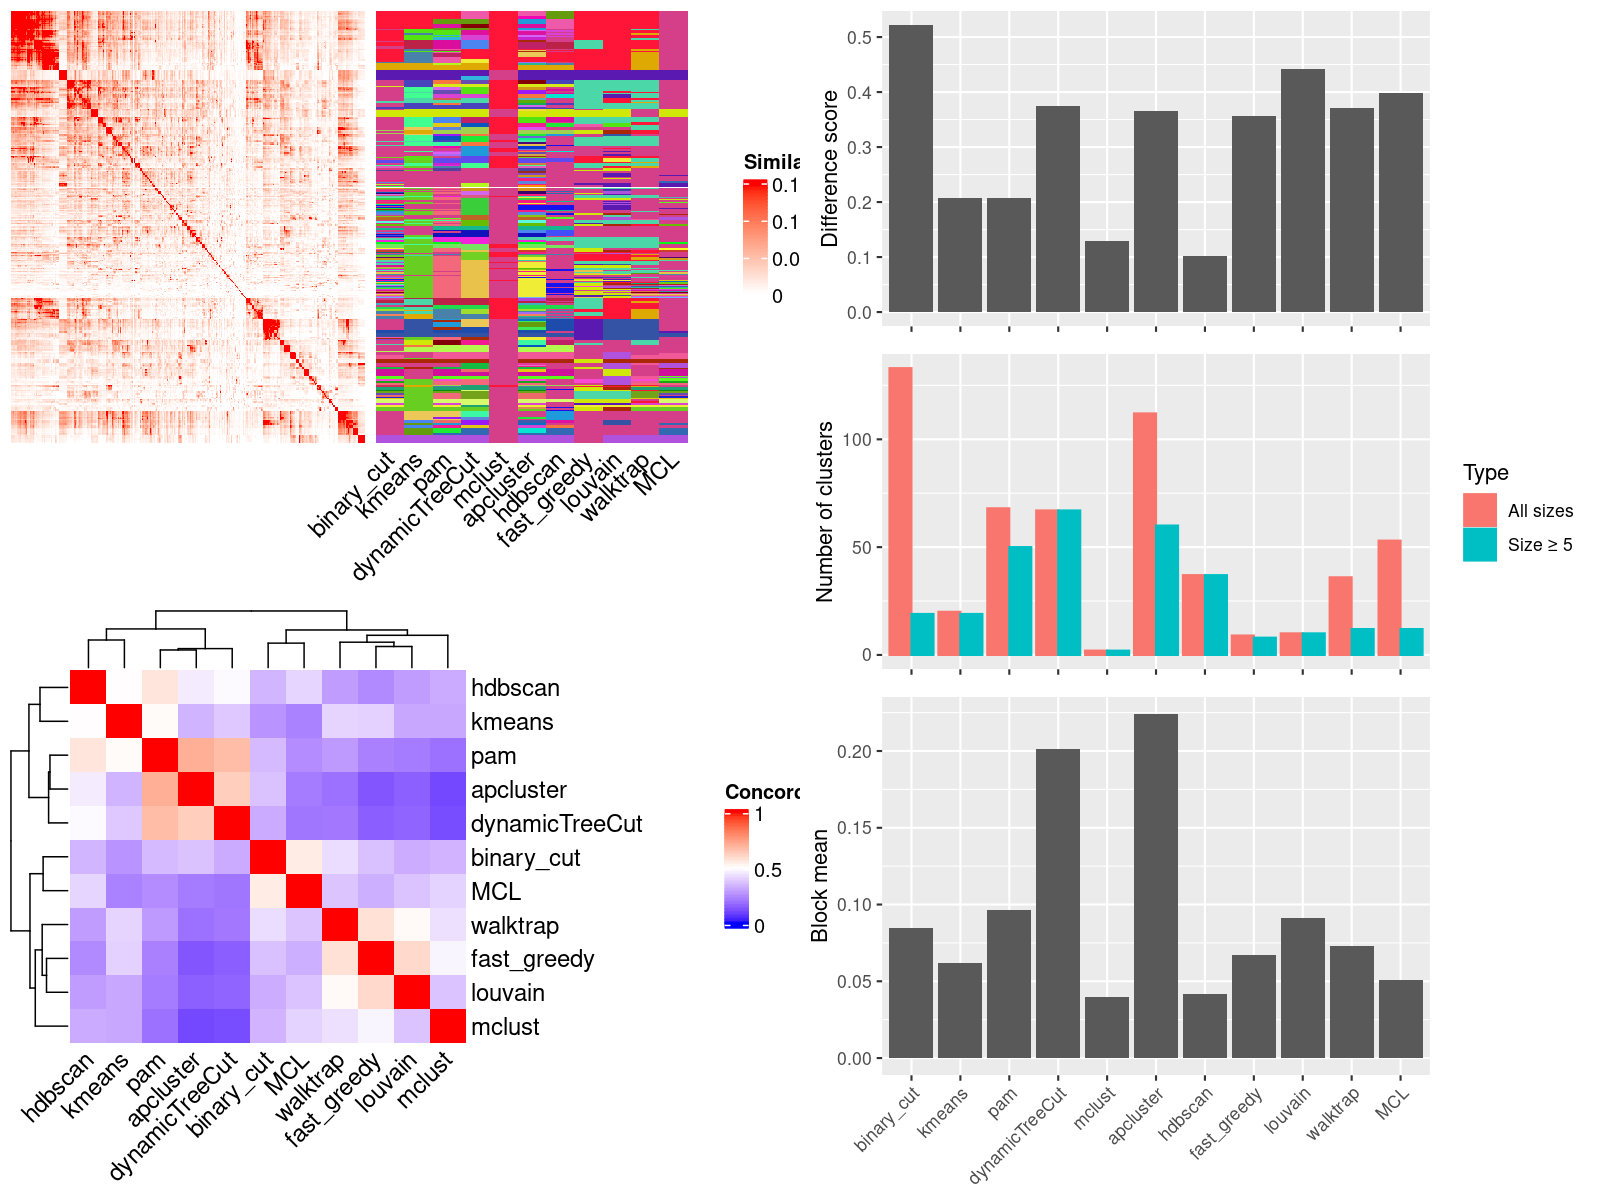 Simila
0.1
0.1
0.0
0
binary_cut
kmeans
pam
dynamicTreeCut
mclust
apcluster
hdbscan
fast_greedy
louvain
walktrap
MCL
hdbscan
kmeans
pam
apcluster
dynamicTreeCut
binary_cut
MCL
walktrap
fast_greedy
louvain
mclust
hdbscan
kmeans
pam
apcluster
dynamicTreeCut
binary_cut
MCL
walktrap
fast_greedy
louvain
mclust
Concord
1
0.5
0
Difference score
0.5
0.4
0.3
0.2
0.1
0.0
Number of clusters
100
50
0
Type
All sizes
Size ≥ 5
Block mean
0.20
0.15
0.10
0.05
0.00
binary_cut
kmeans
pam
dynamicTreeCut
mclust
apcluster
hdbscan
fast_greedy
louvain
walktrap
MCL